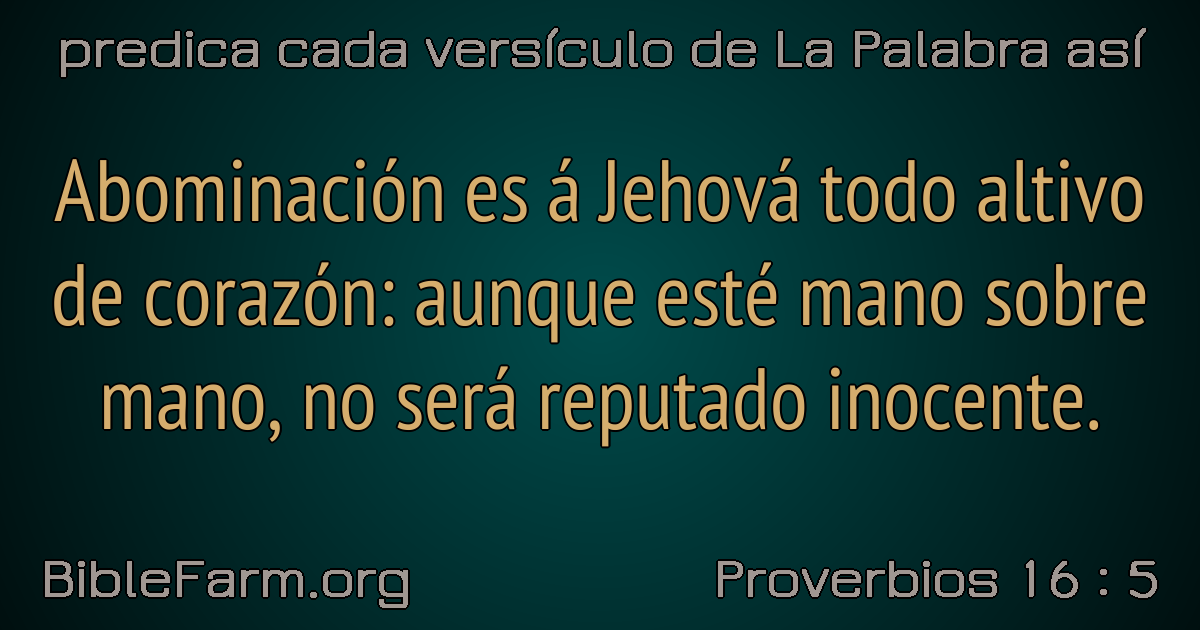 predica cada versículo de La Palabra así
Abominación es á Jehová todo altivo
de corazón: aunque esté mano sobre
mano, no será reputado inocente.
BibleFarm.org
Proverbios 16 : 5